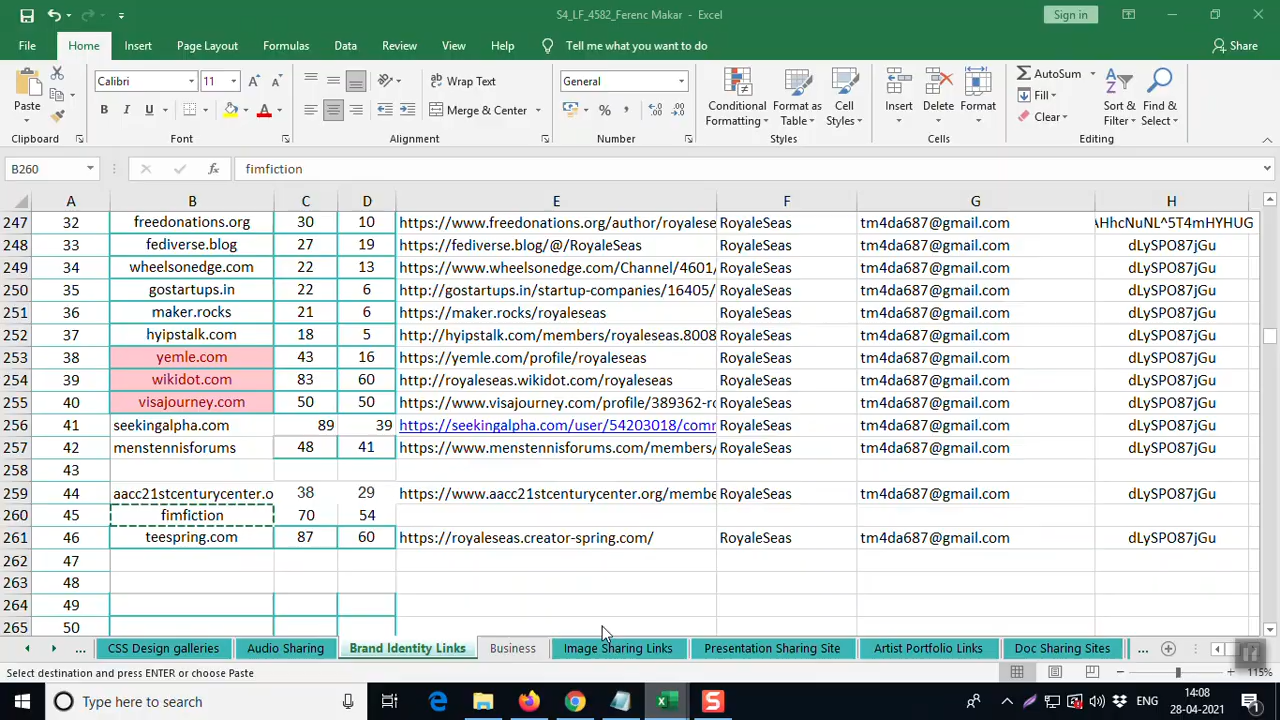 S4_LF_4582_Ferenc Makar - Excel
Sign in
File Home Insert Page Layout Formulas Data Review View Help Tell me what you want to do Share
Paste
Calibri 11
B I U A
Wrap Text
Merge & Center
General
% ,
Conditional Formatting
Format as Table
Cell Styles
Insert Delete Format
AutoSum
Fill
Clear
Sort & Filter
Find & Select
Clipboard Font Alignment Number Styles Cells Editing
B260 fx fimfiction
A B C D E F G H
247 32 freedonations.org 30 10 https://www.freedonations.org/author/royalese RoyaleSeas tm4da687@gmail.com AHhcNuNL^5T4mHYHUG
248 33 fediverse.blog 27 19 https://fediverse.blog/@/RoyaleSeas RoyaleSeas tm4da687@gmail.com dLySPO87jGu
249 34 wheelsonedge.com 22 13 https://www.wheelsonedge.com/Channel/4601/ RoyaleSeas tm4da687@gmail.com dLySPO87jGu
250 35 gostartups.in 22 6 http://gostartups.in/startup-companies/16405/ RoyaleSeas tm4da687@gmail.com dLySPO87jGu
251 36 maker.rocks 21 6 https://maker.rocks/royaleseas RoyaleSeas tm4da687@gmail.com dLySPO87jGu
252 37 hyipstalk.com 18 5 http://hyipstalk.com/members/royaleseas.8008 RoyaleSeas tm4da687@gmail.com dLySPO87jGu
253 38 yemle.com 43 16 https://yemle.com/profile/royaleseas RoyaleSeas tm4da687@gmail.com dLySPO87jGu
254 39 wikidot.com 83 60 http://royaleseas.wikidot.com/royaleseas RoyaleSeas tm4da687@gmail.com dLySPO87jGu
255 40 visajourney.com 50 50 https://www.visajourney.com/profile/389362-ro RoyaleSeas tm4da687@gmail.com dLySPO87jGu
256 41 seekingalpha.com 89 39 https://seekingalpha.com/user/54203018/comm RoyaleSeas tm4da687@gmail.com dLySPO87jGu
257 42 menstennisforums 48 41 https://www.menstennisforums.com/members/ RoyaleSeas tm4da687@gmail.com dLySPO87jGu
258 43
259 44 aacc21stcenturycenter.o 38 29 https://www.aacc21stcenturycenter.org/membe RoyaleSeas tm4da687@gmail.com dLySPO87jGu
260 45 fimfiction 70 54
261 46 teespring.com 87 60 https://royaleseas.creator-spring.com/ RoyaleSeas tm4da687@gmail.com dLySPO87jGu
262 47
263 48
264 49
265 50
... CSS Design galleries Audio Sharing Brand Identity Links Business Image Sharing Links Presentation Sharing Site Artist Portfolio Links Doc Sharing Sites ...
Select destination and press ENTER or choose Paste 115%
Type here to search
ENG
14:08
28-04-2021